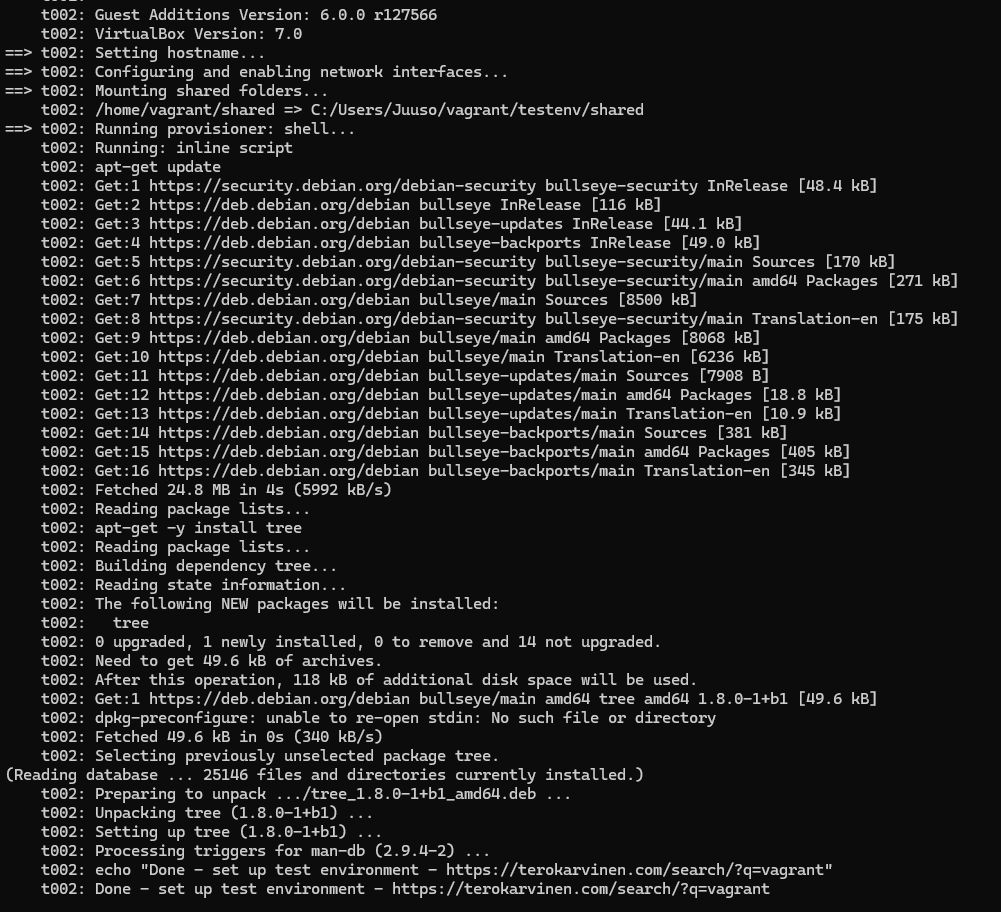 t002: Guest Additions Version: 6.0.0 r127566
t002: VirtualBox Version: 7.0
==> t002: Setting hostname...
==> t002: Configuring and enabling network interfaces...
==> t002: Mounting shared folders...
t002: /home/vagrant/shared => C:/Users/Juuso/vagrant/testenv/shared
==> t002: Running provisioner: shell...
t002: Running: inline script
t002: apt-get update
t002: Get:1 https://security.debian.org/debian-security bullseye-security InRelease [48.4 kB]
t002: Get:2 https://deb.debian.org/debian bullseye InRelease [116 kB]
t002: Get:3 https://deb.debian.org/debian bullseye-updates InRelease [44.1 kB]
t002: Get:4 https://deb.debian.org/debian bullseye-backports InRelease [49.0 kB]
t002: Get:5 https://security.debian.org/debian-security bullseye-security/main Sources [170 kB]
t002: Get:6 https://security.debian.org/debian-security bullseye-security/main amd64 Packages [271 kB]
t002: Get:7 https://deb.debian.org/debian bullseye/main Sources [8500 kB]
t002: Get:8 https://security.debian.org/debian-security bullseye-security/main Translation-en [175 kB]
t002: Get:9 https://deb.debian.org/debian bullseye/main amd64 Packages [8068 kB]
t002: Get:10 https://deb.debian.org/debian bullseye/main Translation-en [6236 kB]
t002: Get:11 https://deb.debian.org/debian bullseye-updates/main Sources [7908 B]
t002: Get:12 https://deb.debian.org/debian bullseye-updates/main amd64 Packages [18.8 kB]
t002: Get:13 https://deb.debian.org/debian bullseye-updates/main Translation-en [10.9 kB]
t002: Get:14 https://deb.debian.org/debian bullseye-backports/main Sources [381 kB]
t002: Get:15 https://deb.debian.org/debian bullseye-backports/main amd64 Packages [405 kB]
t002: Get:16 https://deb.debian.org/debian bullseye-backports/main Translation-en [345 kB]
t002: Fetched 24.8 MB in 4s (5992 kB/s)
t002: Reading package lists...
t002: apt-get -y install tree
t002: Reading package lists...
t002: Building dependency tree...
t002: Reading state information...
t002: The following NEW packages will be installed:
t002:   tree
t002: 0 upgraded, 1 newly installed, 0 to remove and 14 not upgraded.
t002: Need to get 49.6 kB of archives.
t002: After this operation, 118 kB of additional disk space will be used.
t002: Get:1 https://deb.debian.org/debian bullseye/main amd64 tree amd64 1.8.0-1+b1 [49.6 kB]
t002: dpkg-preconfigure: unable to re-open stdin: No such file or directory
t002: Fetched 49.6 kB in 0s (340 kB/s)
t002: Selecting previously unselected package tree.
(Reading database ... 25146 files and directories currently installed.)
t002: Preparing to unpack .../tree_1.8.0-1+b1_amd64.deb ...
t002: Unpacking tree (1.8.0-1+b1) ...
t002: Setting up tree (1.8.0-1+b1) ...
t002: Processing triggers for man-db (2.9.4-2) ...
t002: echo "Done - set up test environment - https://terokarvinen.com/search/?q=vagrant"
t002: Done - set up test environment - https://terokarvinen.com/search/?q=vagrant